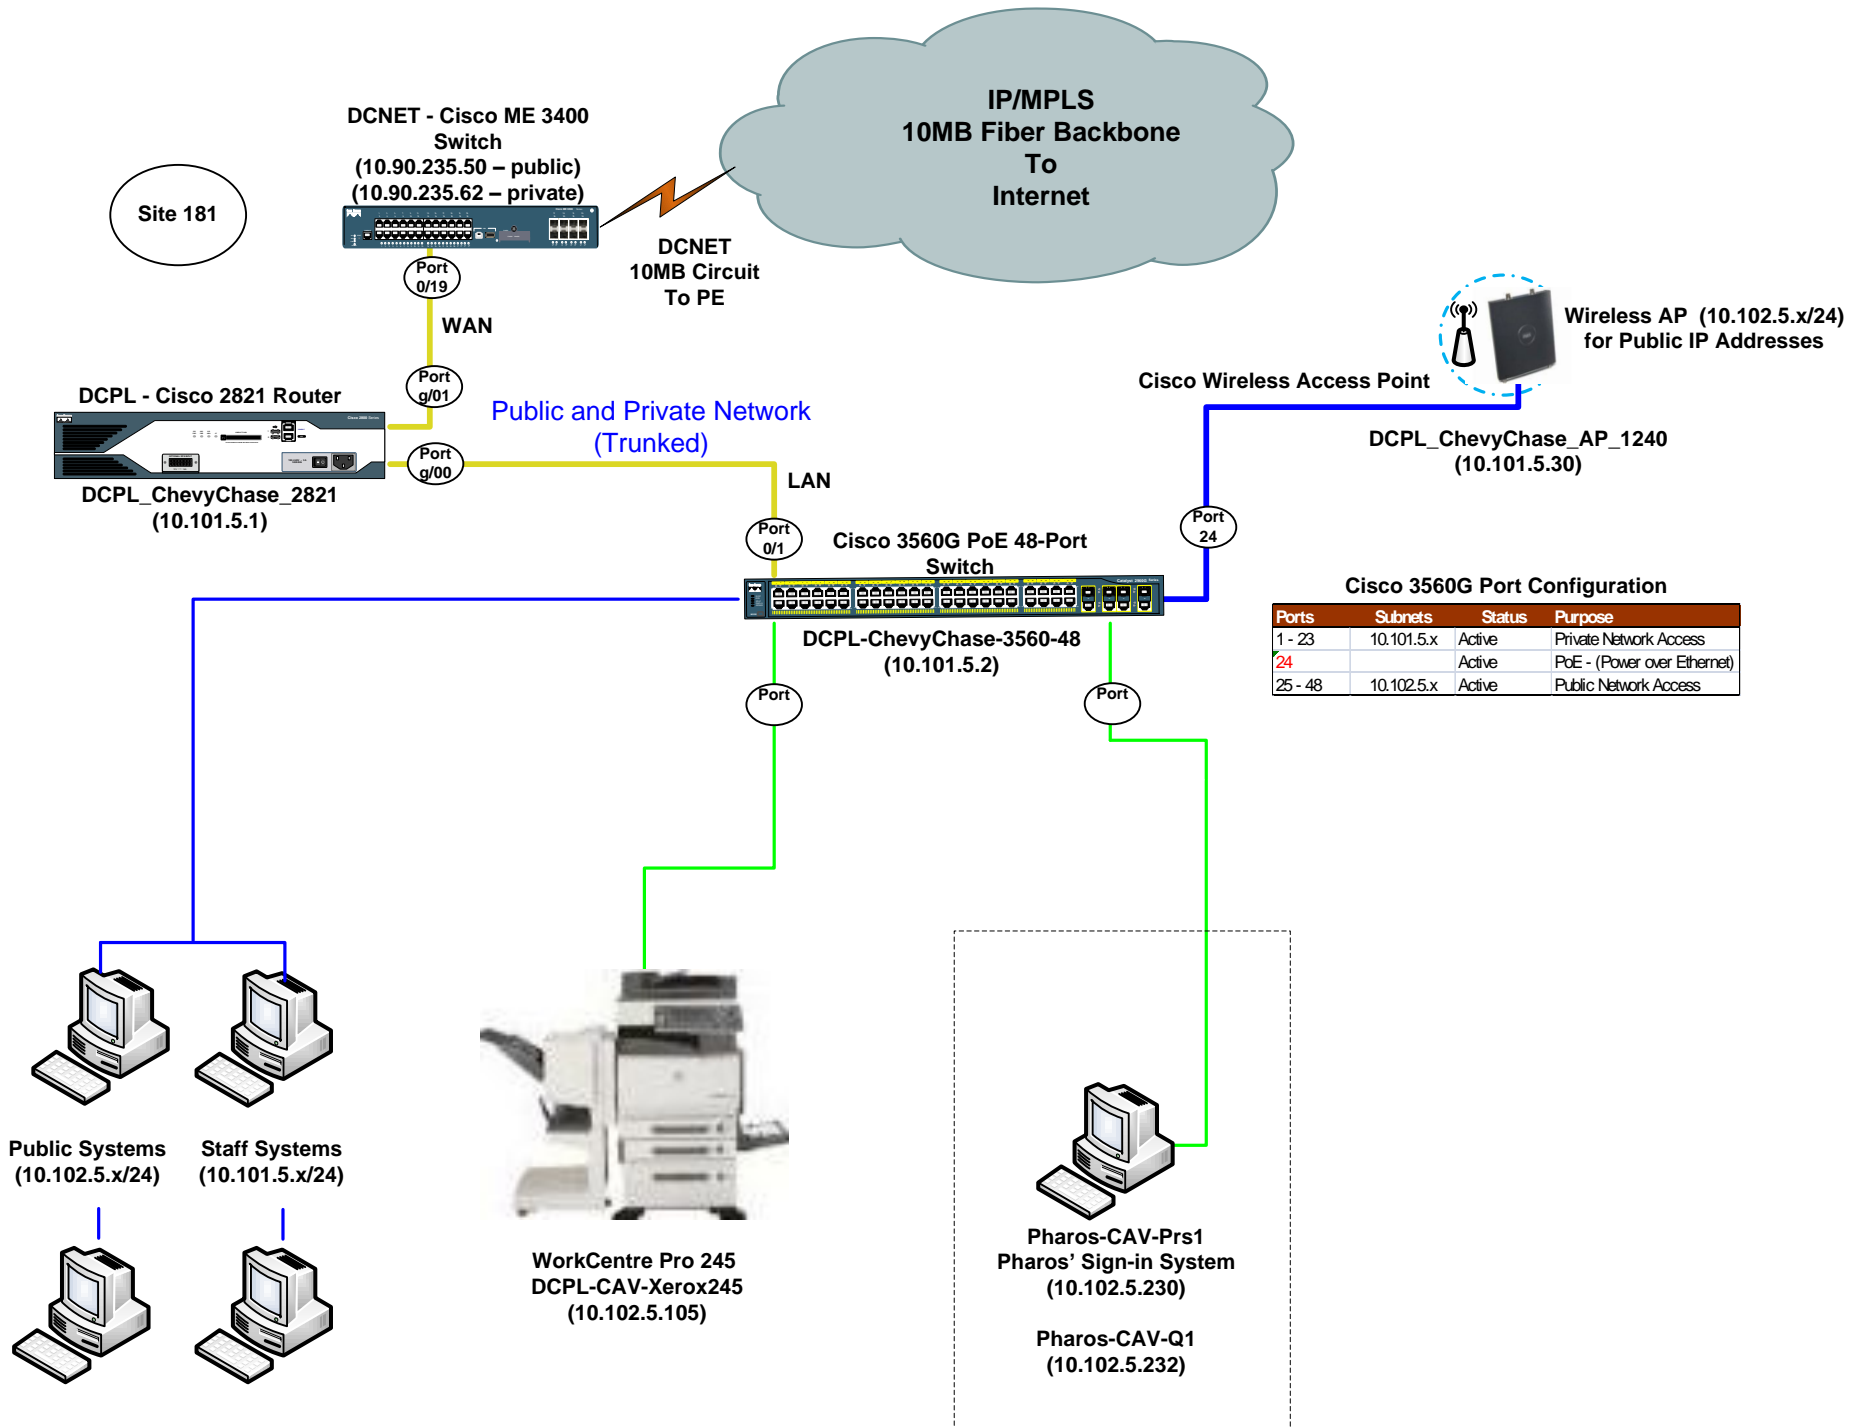 IP/MPLS
10MB Fiber Backbone
To
Internet
DCNET - Cisco ME 3400
Switch
(10.90.235.50 – public)
(10.90.235.62 – private)
Site 181
DCNET
10MB Circuit
To PE
Port
0/19
WAN
Port
g/01
DCPL - Cisco 2821 Router
Port
g/00
DCPL_ChevyChase_2821
(10.101.5.1)
Public and Private Network
(Trunked)
LAN
Port
0/1
Wireless AP (10.102.5.x/24)
for Public IP Addresses
Cisco Wireless Access Point
DCPL_ChevyChase_AP_1240
(10.101.5.30)
Port
24
Cisco 3560G PoE 48-Port
Switch
DCPL-ChevyChase-3560-48
(10.101.5.2)
Cisco 3560G Port Configuration
Ports Subnets Status Purpose
1 - 23 10.101.5.x Active Private Network Access
24 Active PoE - (Power over Ethernet)
25 - 48 10.102.5.x Active Public Network Access
Port
Port
Public Systems
(10.102.5.x/24)
Staff Systems
(10.101.5.x/24)
WorkCentre Pro 245
DCPL-CAV-Xerox245
(10.102.5.105)
Pharos-CAV-Prs1
Pharos’ Sign-in System
(10.102.5.230)
Pharos-CAV-Q1
(10.102.5.232)